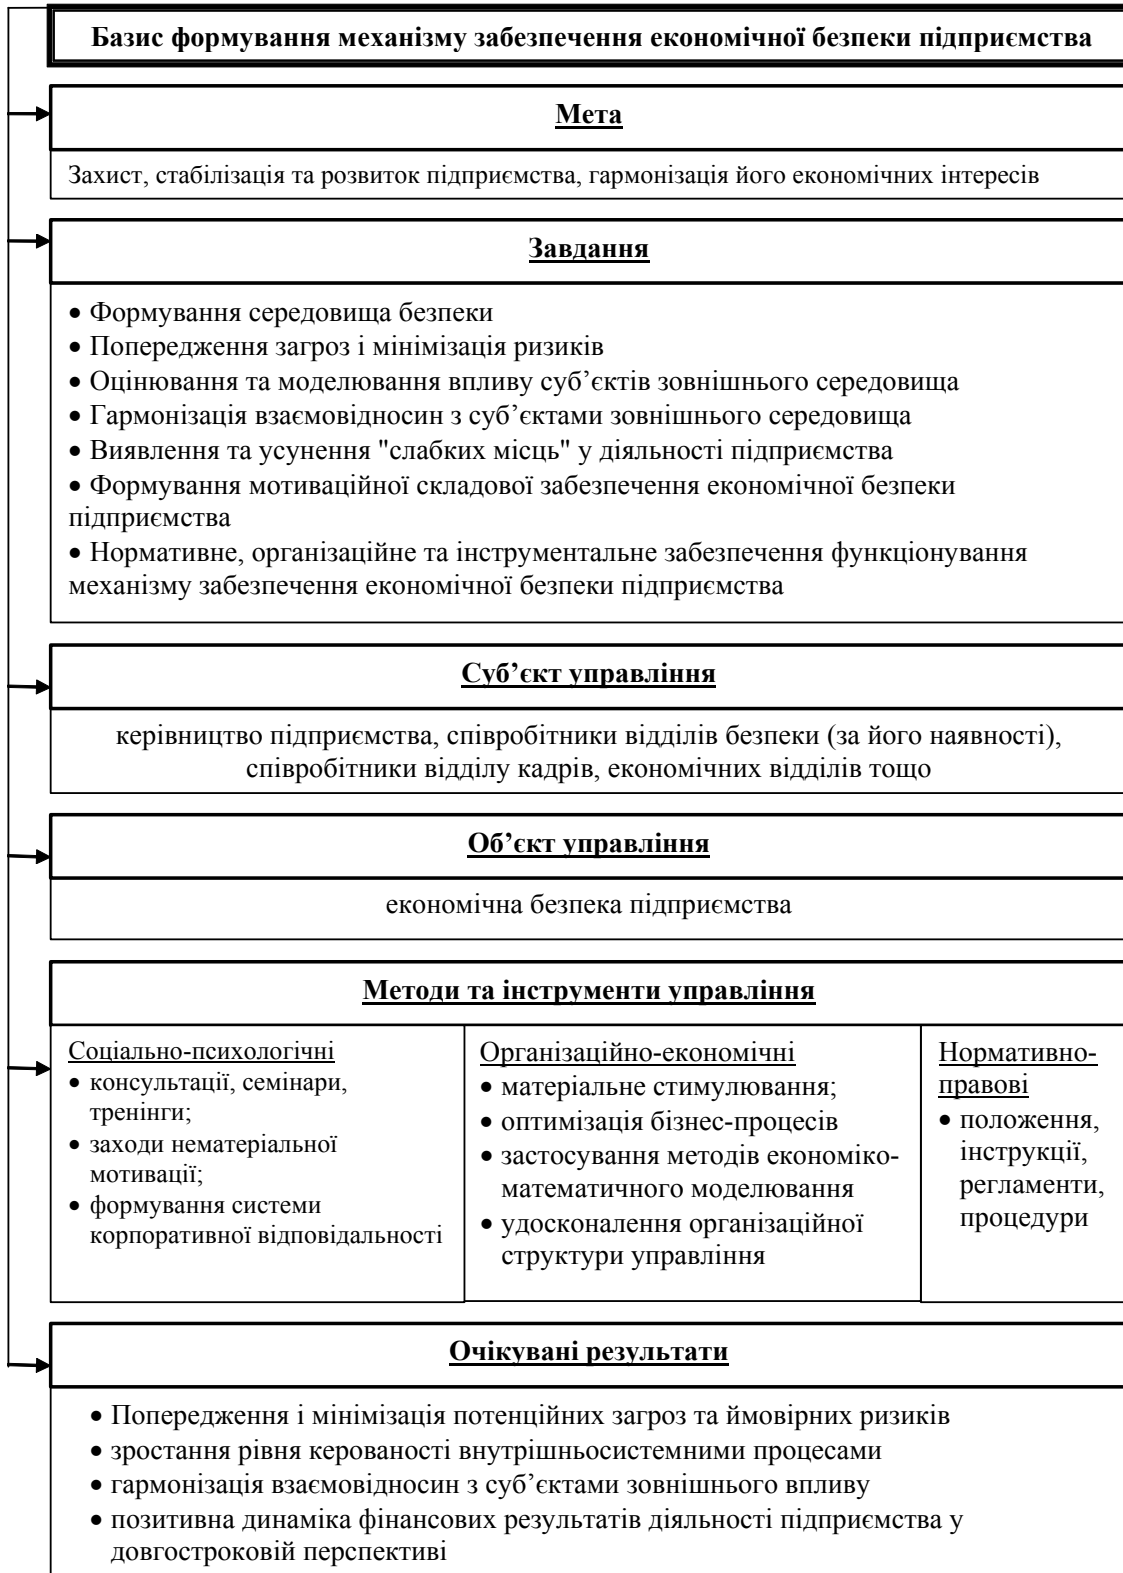 Базис формування механізму забезпечення економічної безпеки підприємства
Мета
Захист, стабілізація та розвиток підприємства, гармонізація його економічних інтересів
Завдання
• Формування середовища безпеки
• Попередження загроз і мінімізація ризиків
• Оцінювання та моделювання впливу суб’єктів зовнішнього середовища
• Гармонізація взаємовідносин з суб’єктами зовнішнього середовища
• Виявлення та усунення "слабких місць" у діяльності підприємства
• Формування мотиваційної складової забезпечення економічної безпеки
підприємства
• Нормативне, організаційне та інструментальне забезпечення функціонування
механізму забезпечення економічної безпеки підприємства
Суб’єкт управління
керівництво підприємства, співробітники відділів безпеки (за його наявності),
співробітники відділу кадрів, економічних відділів тощо
Об’єкт управління
економічна безпека підприємства
Методи та інструменти управління
Соціально-психологічні
• консультації, семінари,
тренінги;
• заходи нематеріальної
мотивації;
• формування системи
корпоративної відповідальності
Організаційно-економічні
• матеріальне стимулювання;
• оптимізація бізнес-процесів
• застосування методів економіко-
математичного моделювання
• удосконалення організаційної
структури управління
Нормативно-
правові
• положення,
інструкції,
регламенти,
процедури
Очікувані результати
• Попередження і мінімізація потенційних загроз та ймовірних ризиків
• зростання рівня керованості внутрішньосистемними процесами
• гармонізація взаємовідносин з суб’єктами зовнішнього впливу
• позитивна динаміка фінансових результатів діяльності підприємства у
довгостроковій перспективі